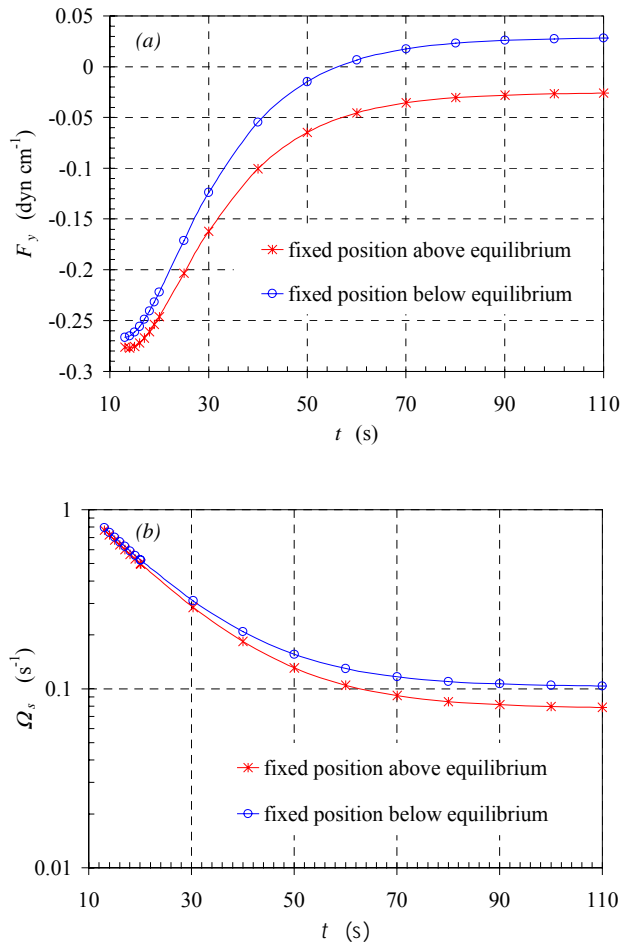 0.05
(a)
0
-0.05
-0.1
-0.15
-0.2
-0.25
-0.3
F y (dyn cm-1)
fixed position above equilibrium
fixed position below equilibrium
10 30 50 70 90 110
t (s)
1
(b)
0.1
0.01
Ωs (s-1)
fixed position above equilibrium
fixed position below equilibrium
10 30 50 70 90 110
t (s)